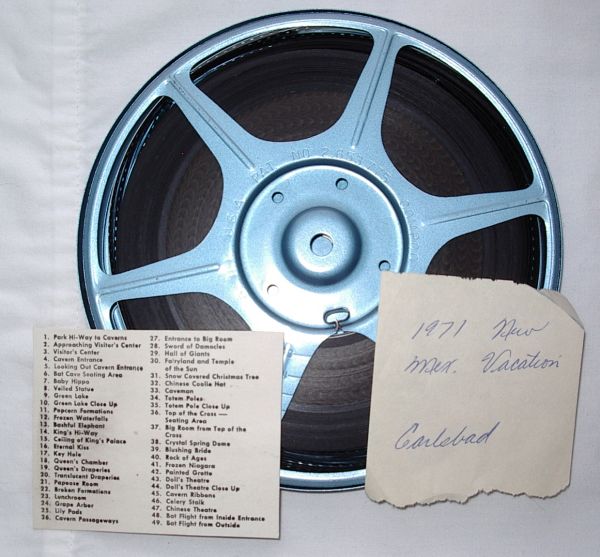 PAT. NO. 2
U.S.A.
1. Park Hi-Way to Caverns
2. Approaching Visitor's Center
3. Visitor's Center
4. Cavern Entrance
5. Looking Out Cavern Entrance
6. Bat Cave Seating Area
7. Baby Hippo
8. Veiled Statue
9. Green Lake
10. Green Lake Close Up
11. Popcorn Formations
12. Frozen Waterfalls
13. Bashful Elephant
14. King's Hi-Way
15. Ceiling of King's Palace
16. Eternal Kiss
17. Key Hole
18. Queen's Chamber
19. Queen's Draperies
20. Translucent Draperies
21. Papoose Room
22. Broken Formations
23. Lunchroom
24. Grape Arbor
25. Lily Pads
26. Cavern Passageways
27. Entrance to Big Room
28. Sword of Damacles
29. Hall of Giants
30. Fairyland and Temple
of the Sun
31. Snow Covered Christmas Tree
32. Chinese Coolie Hat
33. Caveman
34. Totem Poles
35. Totem Pole Close Up
36. Top of the Cross —
Seating Area
37. Big Room from Top of the
Cross
38. Crystal Spring Dome
39. Blushing Bride
40. Rock of Ages
41. Frozen Niagara
42. Painted Grotto
43. Doll's Theatre
44. Doll's Theatre Close Up
45. Cavern Ribbons
46. Celery Stalk
47. Chinese Theatre
48. Bat Flight from Inside Entrance
49. Bat Flight from Outside
1971 New
Mex. Vacation
Carlsbad